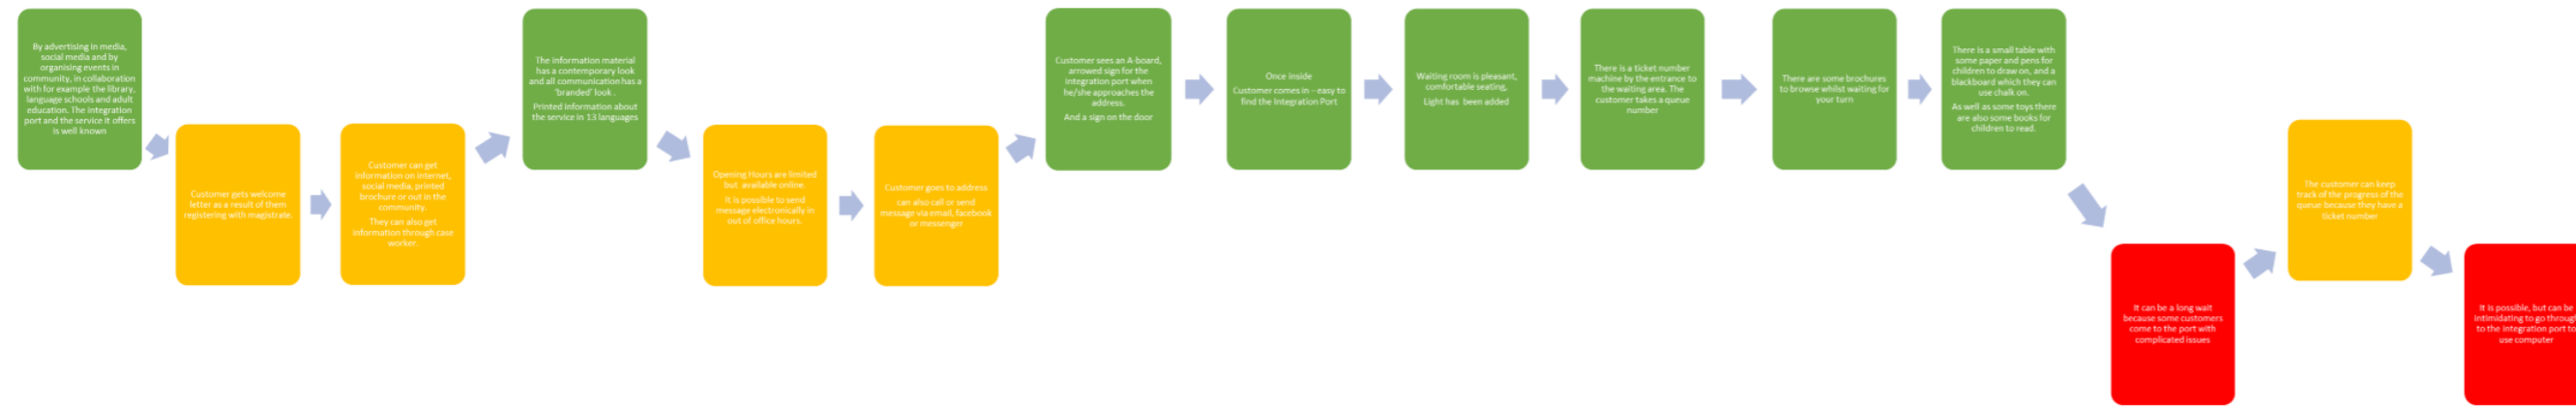 By advertising in media,
social media and by
organising events in
community, in collaboration
with for example the library,
language schools and adult
education. The integration
port and the service it offers
is well known
Customer gets welcome
letter as a result of them
registering with magistrate.
Customer can get
information on internet,
social media, printed
brochure or out in the
community.
They can also get
information through case
worker.
The information material
has a contemporary look
and all communication has a
'branded' look .
Printed information about
the service in 13 languages
Opening Hours are limited
but available online.
It is possible to send
message electronically in
out of office hours.
Customer goes to address
can also call or send
message via email, facebook
or messenger
Customer sees an A-board,
arrowed sign for the
integration port when
he/she approaches the
address.
And a sign on the door
Once inside
Customer comes in – easy to
find the Integration Port
Waiting room is pleasant,
comfortable seating,
Light has been added
There is a ticket number
machine by the entrance to
the waiting area. The
customer takes a queue
number
There are some brochures
to browse whilst waiting for
your turn
There is a small table with
some paper and pens for
children to draw on, and a
blackboard which they can
use chalk on.
As well as some toys there
are also some books for
children to read.
It can be a long wait
because some customers
come to the port with
complicated issues
The customer can keep
track of the progress of the
queue because they have a
ticket number
It is possible, but can be
intimidating to go through
to the integration port to
use computer